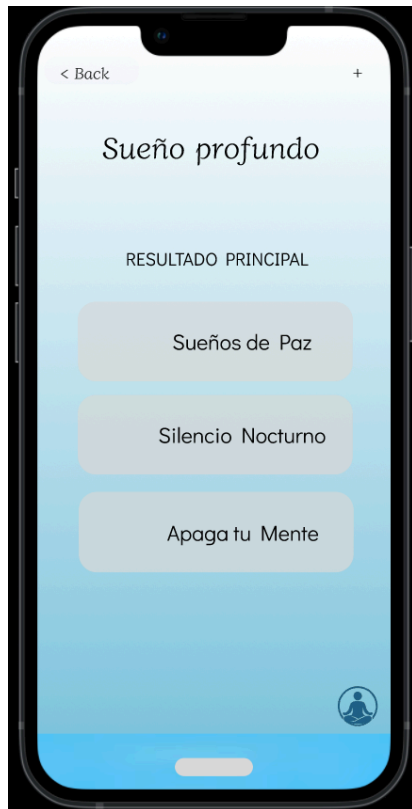 < Back +
Sueño profundo
RESULTADO PRINCIPAL
Sueños de Paz
Silencio Nocturno
Apaga tu Mente